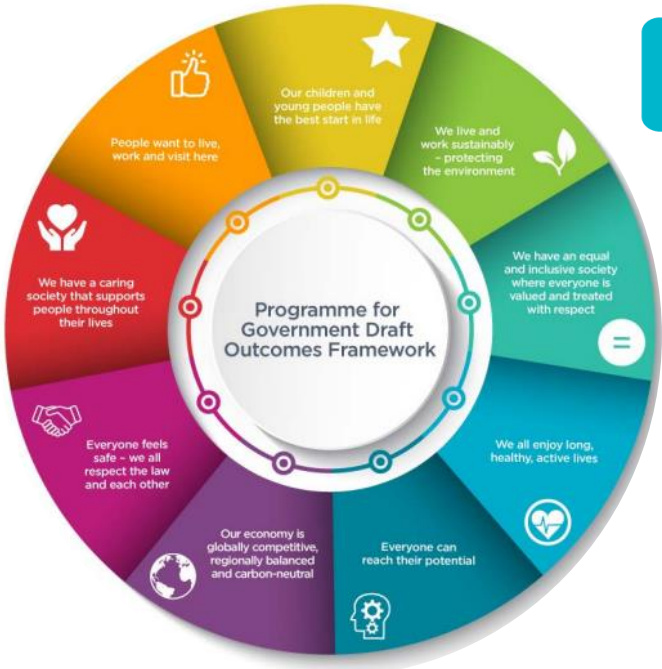 Our children and
young people have
the best start in life
We live and
work sustainably
– protecting
the environment
We have an equal
and inclusive society
where everyone is
valued and treated
with respect
=
We all enjoy long,
healthy, active lives
Everyone can
reach their potential
Our economy is
globally competitive,
regionally balanced
and carbon-neutral
Everyone feels
safe – we all
respect the law
and each other
We have a caring
society that supports
people throughout
their lives
People want to live,
work and visit here
Programme for
Government Draft
Outcomes Framework